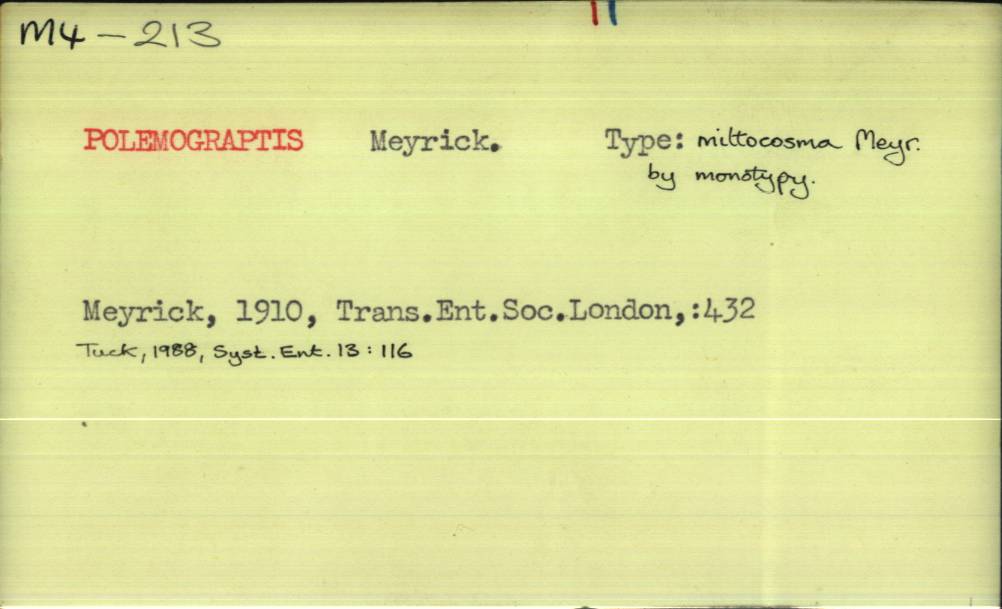 M4 - 213
POLEMOGRAPTIS Meyrick. Type: miltocosma Meyr.
by monotypy.
Meyrick, 1910, Trans.Ent.Soc.London,:432
Tuck, 1988, Syst. Ent. 13 : 116